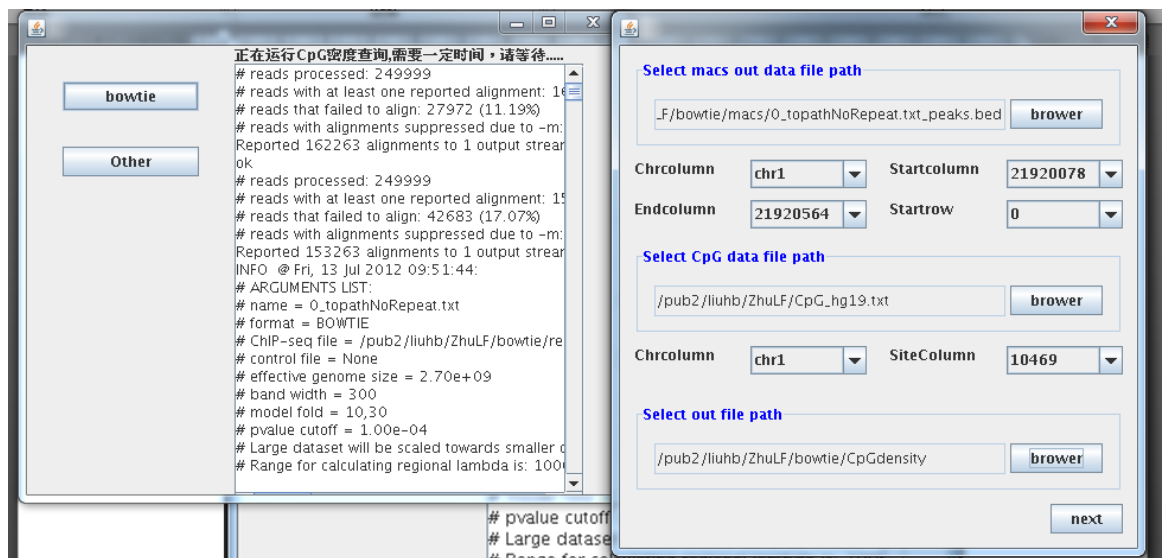 正在运行CpG密度查询,需要一定时间，请等待.....
bowtie
Other
# reads processed: 249999
# reads with at least one reported alignment: 16
# reads that failed to align: 27972 (11.19%)
# reads with alignments suppressed due to -m:
Reported 162263 alignments to 1 output strear
ok
# reads processed: 249999
# reads with at least one reported alignment: 15
# reads that failed to align: 42683 (17.07%)
# reads with alignments suppressed due to -m:
Reported 153263 alignments to 1 output strear
INFO @ Fri, 13 Jul 2012 09:51:44:
# ARGUMENTS LIST:
# name = 0_topathNoRepeat.txt
# format = BOWTIE
# ChIP-seq file = /pub2/liuhb/ZhuLF/bowtie/re
# control file = None
# effective genome size = 2.70e+09
# band width = 300
# model fold = 10,30
# pvalue cutoff = 1.00e-04
# Large dataset will be scaled towards smaller d
# Range for calculating regional lambda is: 1000
Select macs out data file path
_F/bowtie/macs/0_topathNoRepeat.txt_peaks.bed brower
Chrcolumn chr1 Startcolumn 21920078
Endcolumn 21920564 Startrow 0
Select CpG data file path
/pub2/liuhb/ZhuLF/CpG_hg19.txt brower
Chrcolumn chr1 SiteColumn 10469
Select out file path
/pub2/liuhb/ZhuLF/bowtie/CpGdensity brower
next
# pvalue cutoff
# Large datase